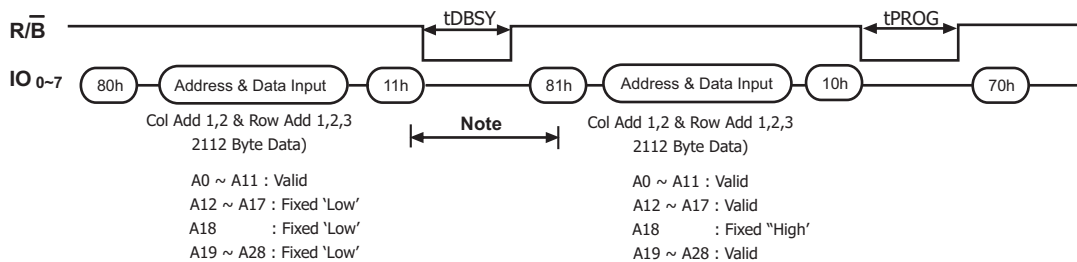 tDBSY tPROG
R/B̅
IO 0~7 80h Address & Data Input 11h 81h Address & Data Input 10h 70h
Col Add 1,2 & Row Add 1,2,3 Note Col Add 1,2 & Row Add 1,2,3
2112 Byte Data) 2112 Byte Data)
A0 ~ A11 : Valid A0 ~ A11 : Valid
A12 ~ A17 : Fixed ‘Low’ A12 ~ A17 : Valid
A18 : Fixed ‘Low’ A18 : Fixed “High’
A19 ~ A28 : Fixed ‘Low’ A19 ~ A28 : Valid